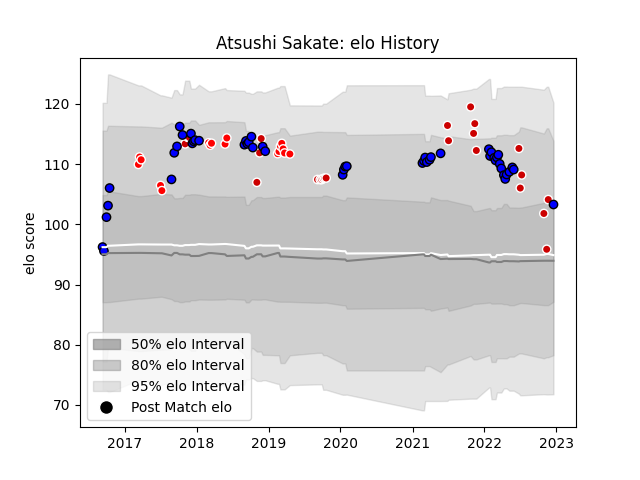 Atsushi Sakate: elo History
elo score
120
110
100
90
80
70
50% elo Interval
80% elo Interval
95% elo Interval
Post Match elo
2017 2018 2019 2020 2021 2022 2023